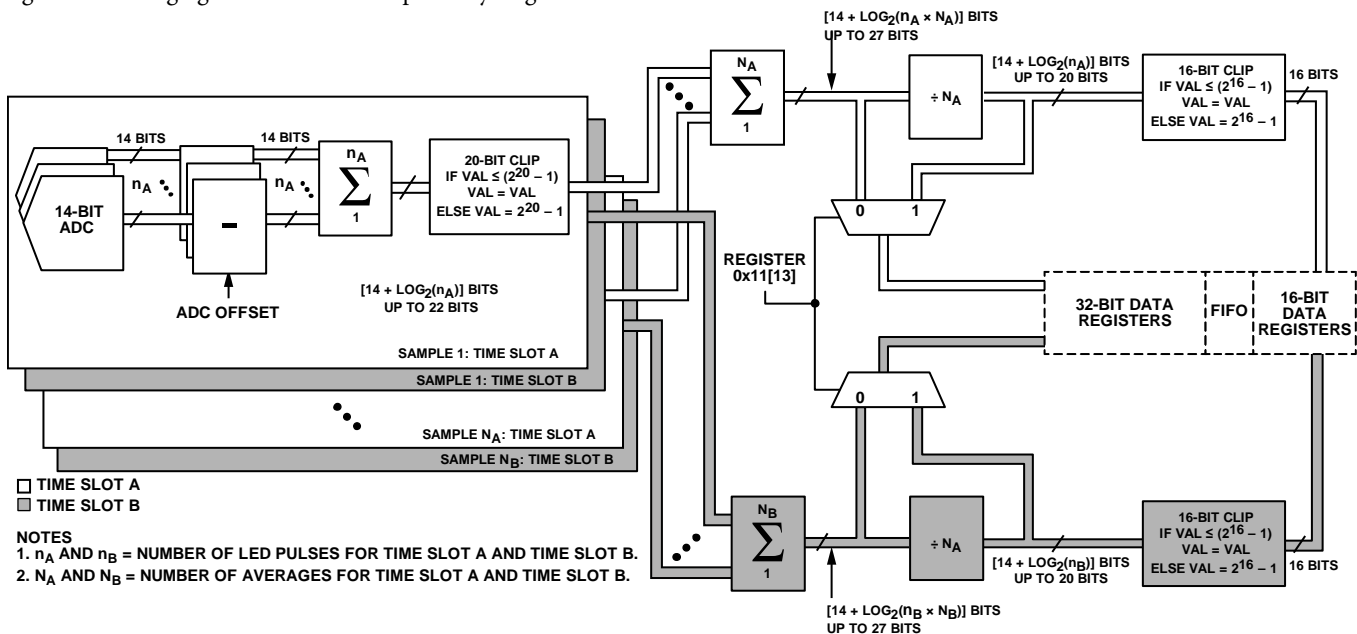 [14 + LOG2(nA × NA)] BITS
UP TO 27 BITS
NA
Σ
1
÷ NA
[14 + LOG2(nA)] BITS
UP TO 20 BITS
16-BIT CLIP
IF VAL ≤ (2^16 – 1)
VAL = VAL
ELSE VAL = 2^16 – 1
16 BITS
14 BITS
14 BITS
nA
nA
14-BIT
ADC
–
ADC OFFSET
nA
Σ
1
20-BIT CLIP
IF VAL ≤ (2^20 – 1)
VAL = VAL
ELSE VAL = 2^20 – 1
[14 + LOG2(nA)] BITS
UP TO 22 BITS
SAMPLE 1: TIME SLOT A
SAMPLE 1: TIME SLOT B
SAMPLE NA: TIME SLOT A
SAMPLE NB: TIME SLOT B
0 1
REGISTER
0x11[13]
32-BIT DATA
REGISTERS
FIFO
16-BIT
DATA
REGISTERS
0 1
TIME SLOT A
TIME SLOT B
NOTES
1. nA AND nB = NUMBER OF LED PULSES FOR TIME SLOT A AND TIME SLOT B.
2. NA AND NB = NUMBER OF AVERAGES FOR TIME SLOT A AND TIME SLOT B.
NB
Σ
1
÷ NA
[14 + LOG2(nB)] BITS
UP TO 20 BITS
16-BIT CLIP
IF VAL ≤ (2^16 – 1)
VAL = VAL
ELSE VAL = 2^16 – 1
16 BITS
[14 + LOG2(nB × NB)] BITS
UP TO 27 BITS